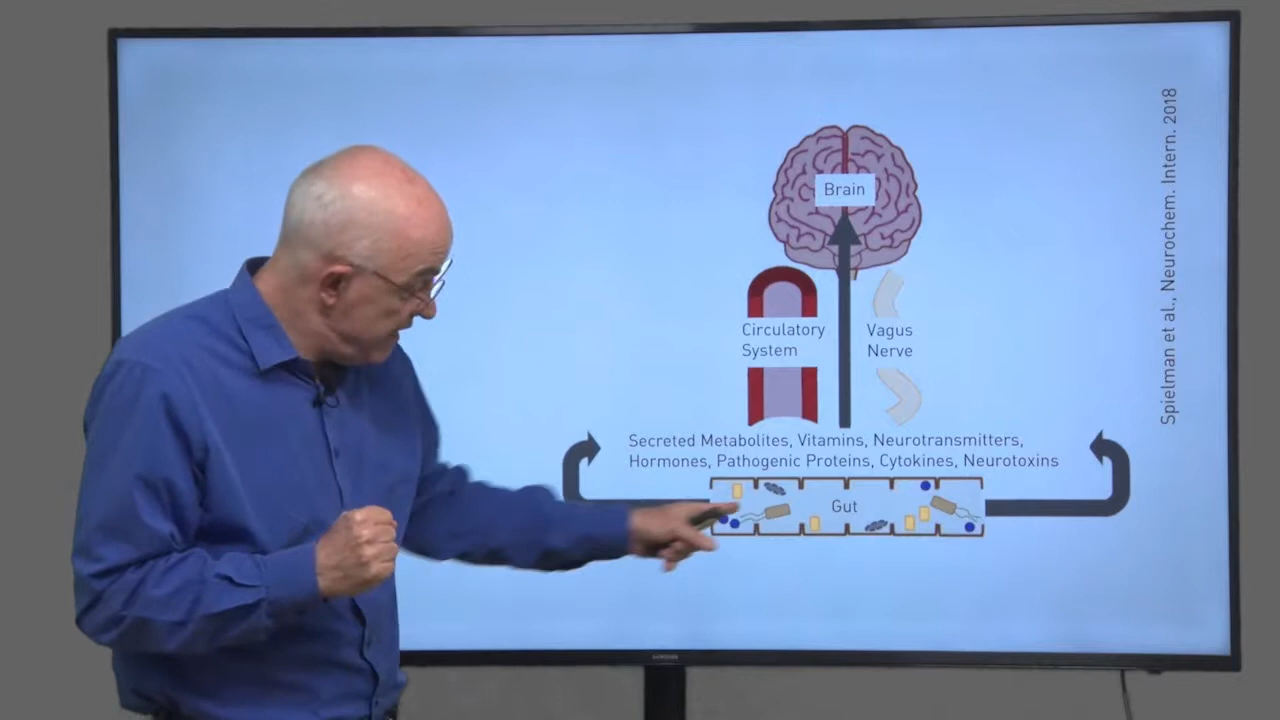 Brain
Circulatory
System
Vagus
Nerve
Secreted Metabolites, Vitamins, Neurotransmitters,
Hormones, Pathogenic Proteins, Cytokines, Neurotoxins
Gut
Spielman et al., Neurochem. Intern. 2018
SAMSUNG